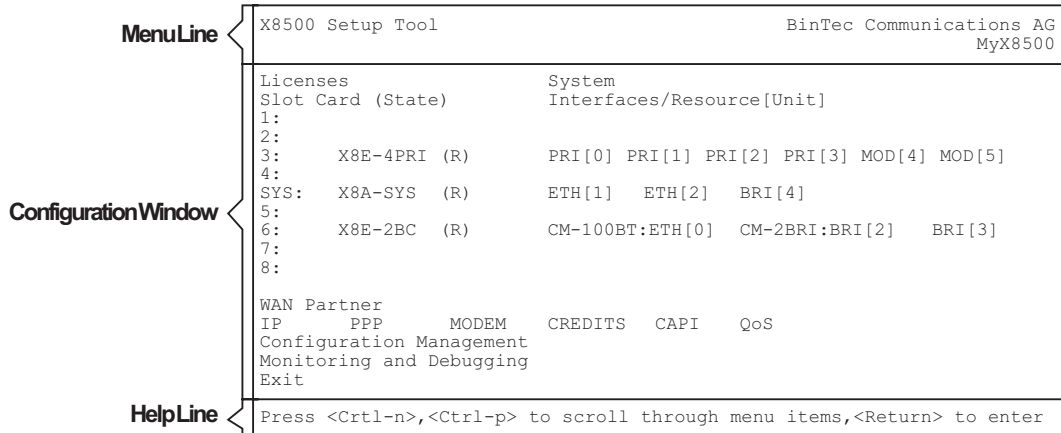 Menu Line
X8500 Setup Tool BinTec Communications AG
MyX8500
Configuration Window
Licenses System
Slot Card (State) Interfaces/Resource[Unit]
1:
2:
3: X8E-4PRI (R) PRI[0] PRI[1] PRI[2] PRI[3] MOD[4] MOD[5]
4:
SYS: X8A-SYS (R) ETH[1] ETH[2] BRI[4]
5:
6: X8E-2BC (R) CM-100BT:ETH[0] CM-2BRI:BRI[2] BRI[3]
7:
8:
WAN Partner
IP PPP MODEM CREDITS CAPI QoS
Configuration Management
Monitoring and Debugging
Exit
Help Line
Press <Crtl-n>,<Ctrl-p> to scroll through menu items,<Return> to enter